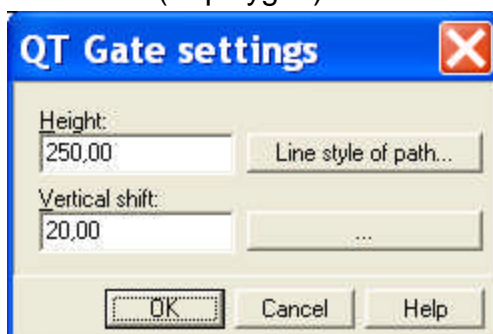 QT Gate settings
Height:
250,00
Line style of path...
Vertical shift:
20,00
...
OK Cancel Help